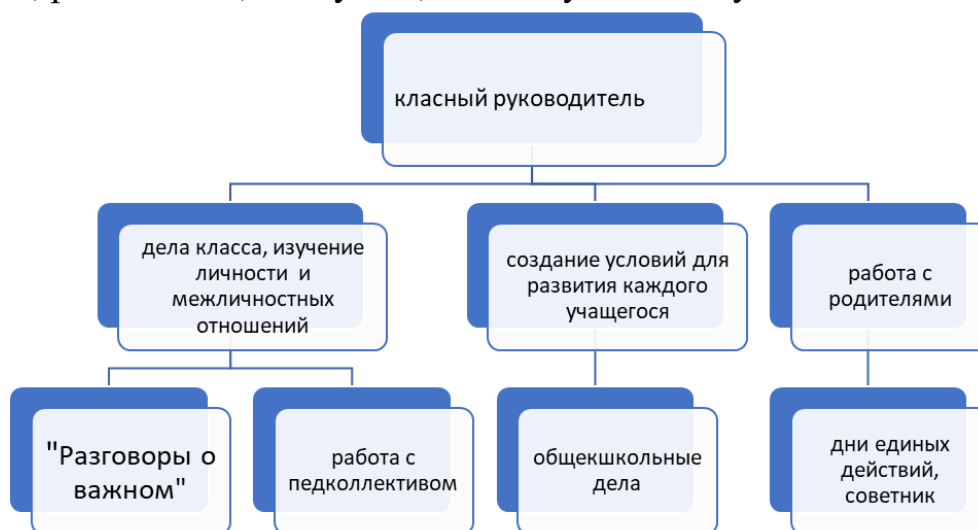 класный руководитель
дела класса, изучение
личности и
межличностных
отношений
создание условий для
развития каждого
учащегося
работа с
родителями
"Разговоры о
важном"
работа с
педколлективом
общекшкольные
дела
дни единых
действий,
советник